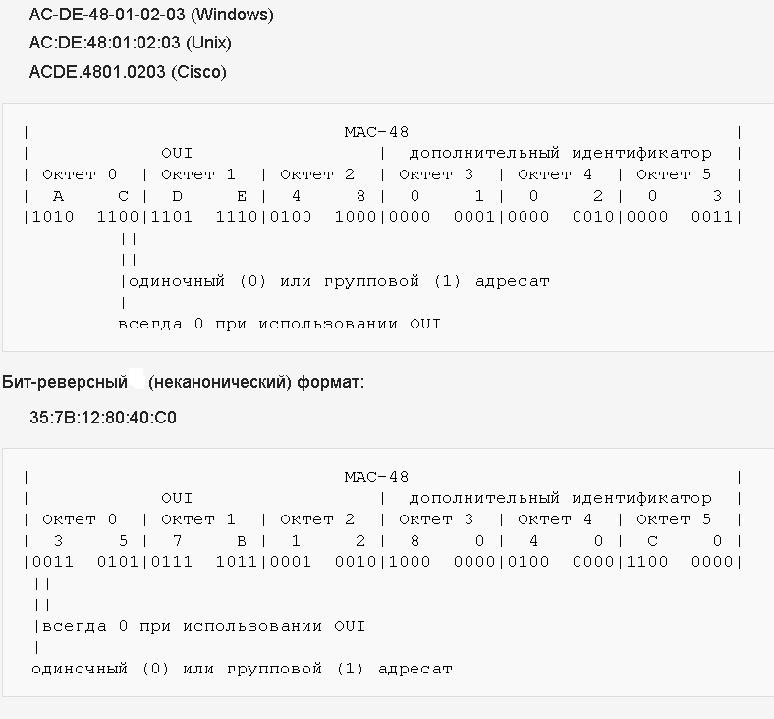 AC-DE-48-01-02-03 (Windows)
AC:DE:48:01:02:03 (Unix)
ACDE.4801.0203 (Cisco)
| MAC-48 |
| OUI | дополнительный идентификатор |
| Октет 0 | Октет 1 | Октет 2 | Октет 3 | Октет 4 | Октет 5 |
| A C | D E | 4 8 | 0 1 | 0 2 | 0 3 |
|1010 1100|1101 1110|0100 1000|0000 0001|0000 0010|0000 0011|
||
||
|одиночный (0) или групповой (1) адресат
|
всегда 0 при использовании OUI
Бит-реверсный (неканонический) формат:
35:7B:12:80:40:C0
| MAC-48 |
| OUI | дополнительный идентификатор |
| Октет 0 | Октет 1 | Октет 2 | Октет 3 | Октет 4 | Октет 5 |
| 3 5 | 7 B | 1 2 | 8 0 | 4 0 | C 0 |
|0011 0101|0111 1011|0001 0010|1000 0000|0100 0000|1100 0000|
||
||
|всегда 0 при использовании OUI
|
одиночный (0) или групповой (1) адресат